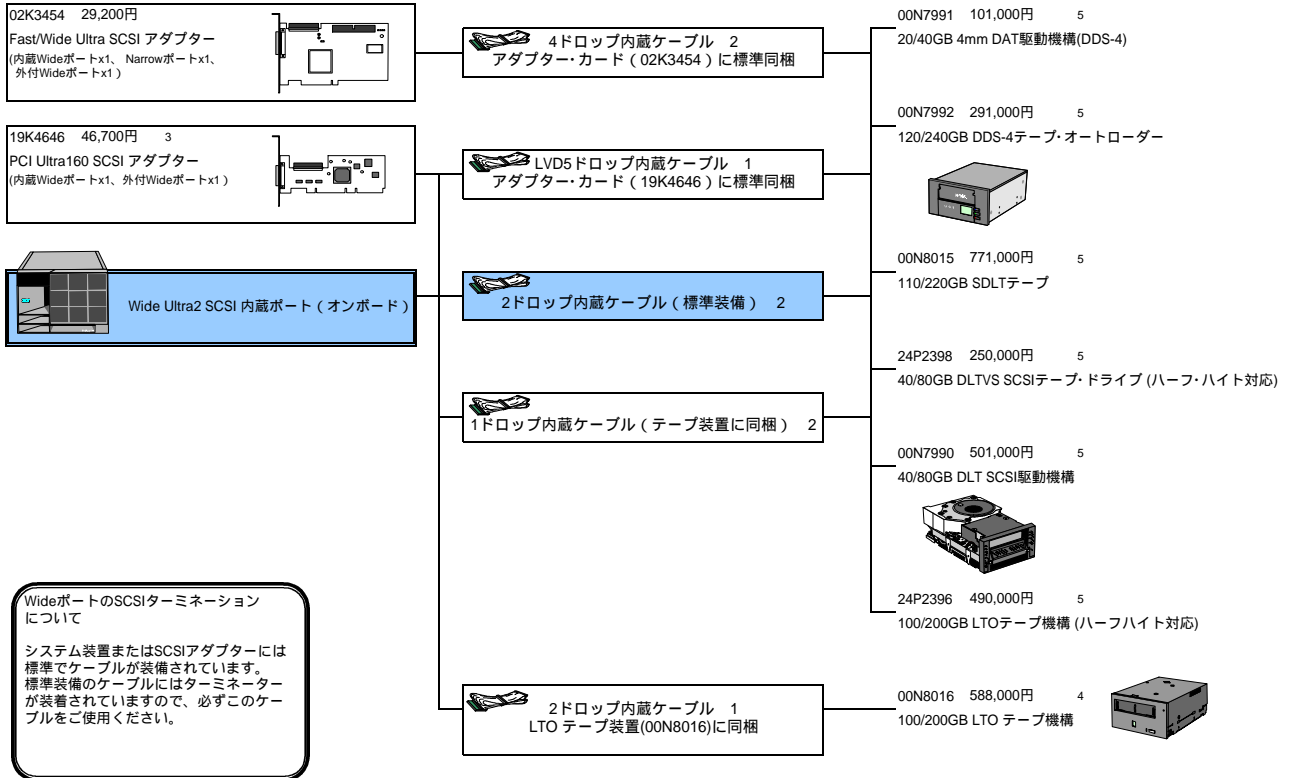 02K3454 29,200円
Fast/Wide Ultra SCSI アダプター
(内蔵Wideポートx1、 Narrowポートx1、
外付Wideポートx1 )
19K4646 46,700円 3
PCI Ultra160 SCSI アダプター
(内蔵Wideポートx1、外付Wideポートx1 )
Wide Ultra2 SCSI 内蔵ポート ( オンボード )
WideポートのSCSIターミネーション
について
システム装置またはSCSIアダプターには
標準でケーブルが装備されています。
標準装備のケーブルにはターミネーター
が装着されていますので、必ずこのケー
ブルをご使用ください。
4ドロップ内蔵ケーブル 2
アダプター・カード ( 02K3454 ) に標準同梱
LVD5ドロップ内蔵ケーブル 1
アダプター・カード ( 19K4646 ) に標準同梱
2ドロップ内蔵ケーブル ( 標準装備 ) 2
1ドロップ内蔵ケーブル ( テープ装置に同梱 ) 2
2ドロップ内蔵ケーブル 1
LTO テープ装置(00N8016)に同梱
00N7991 101,000円 5
20/40GB 4mm DAT駆動機構(DDS-4)
00N7992 291,000円 5
120/240GB DDS-4テープ・オートローダー
00N8015 771,000円 5
110/220GB SDLTテープ
24P2398 250,000円 5
40/80GB DLTVS SCSIテープ・ドライブ (ハーフ・ハイト対応)
00N7990 501,000円 5
40/80GB DLT SCSI駆動機構
24P2396 490,000円 5
100/200GB LTOテープ機構 (ハーフハイト対応)
00N8016 588,000円 4
100/200GB LTO テープ機構